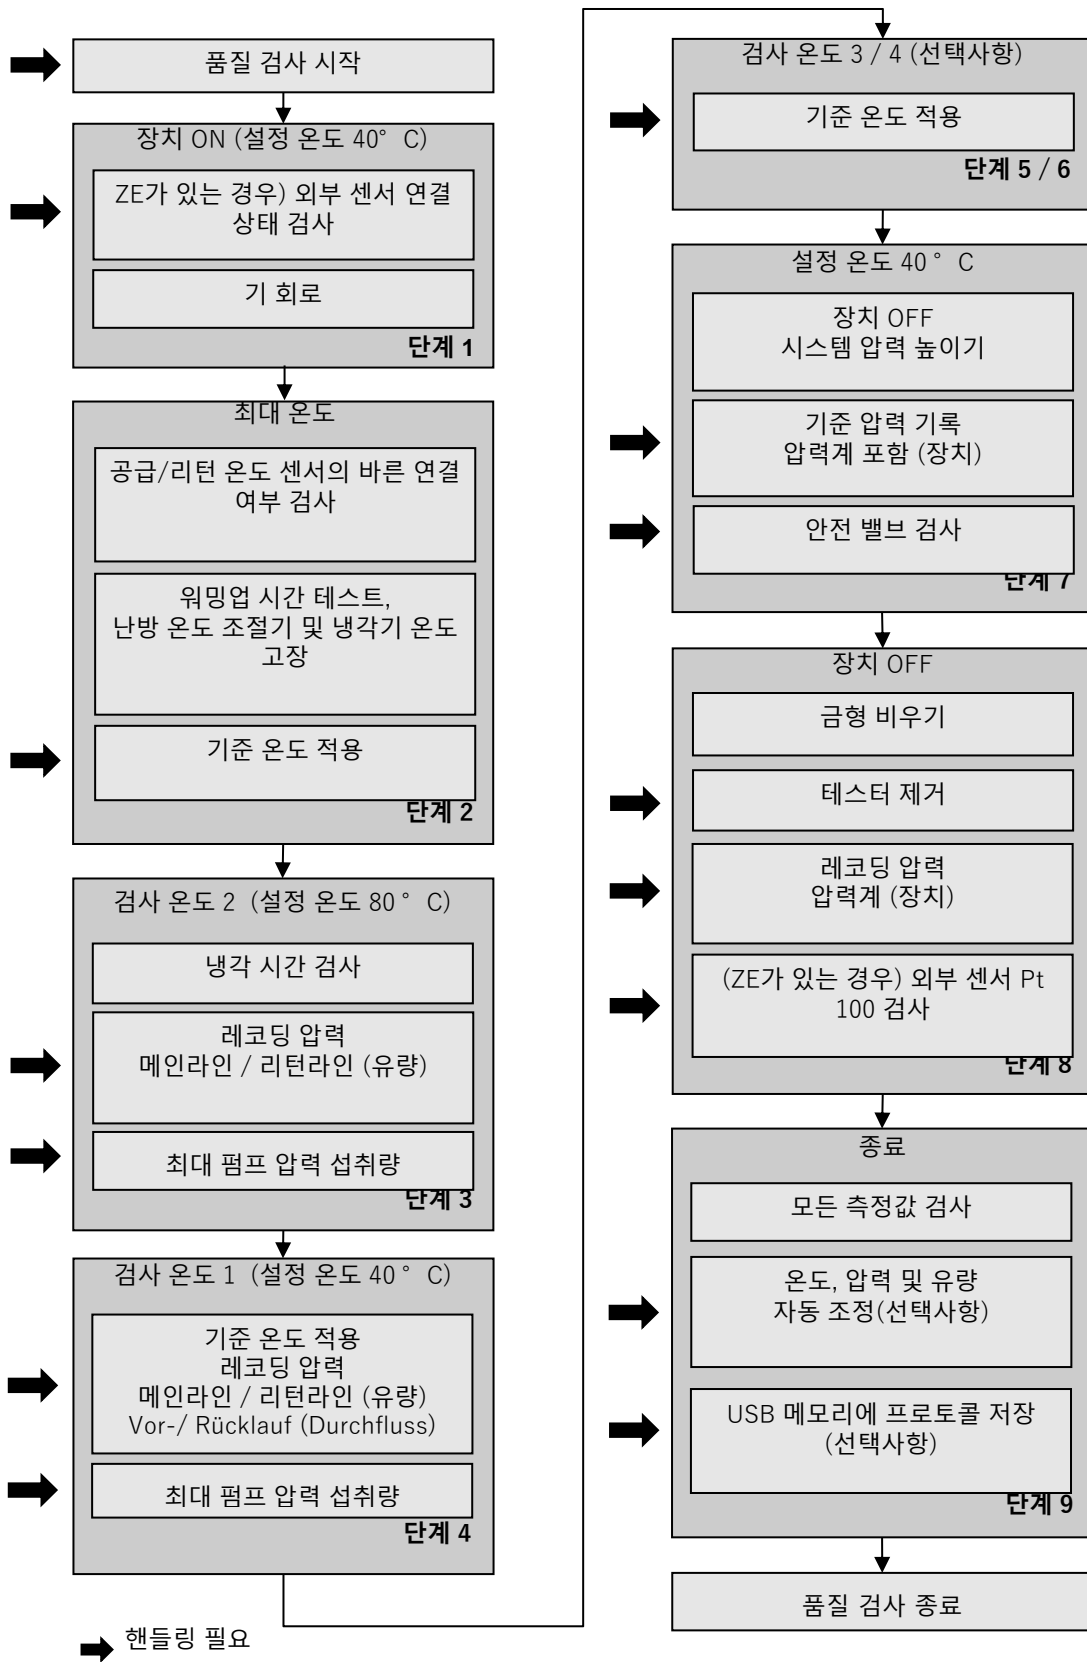 품질 검사 시작
장치 ON (설정 온도 40° C)
ZE가 있는 경우) 외부 센서 연결
상태 검사
기 회로
단계 1
최대 온도
공급/리턴 온도 센서의 바른 연결
여부 검사
워밍업 시간 테스트,
난방 온도 조절기 및 냉각기 온도
고장
기준 온도 적용
단계 2
검사 온도 2 (설정 온도 80° C)
냉각 시간 검사
레코딩 압력
메인라인 / 리턴라인 (유량)
최대 펌프 압력 섭취량
단계 3
검사 온도 1 (설정 온도 40° C)
기준 온도 적용
레코딩 압력
메인라인 / 리턴라인 (유량)
Vor-/ Rücklauf (Durchfluss)
최대 펌프 압력 섭취량
단계 4
검사 온도 3 / 4 (선택사항)
기준 온도 적용
단계 5 / 6
설정 온도 40° C
장치 OFF
시스템 압력 높이기
기준 압력 기록
압력계 포함 (장치)
안전 밸브 검사
단계 7
장치 OFF
금형 비우기
테스터 제거
레코딩 압력
압력계 (장치)
(ZE가 있는 경우) 외부 센서 Pt
100 검사
단계 8
종료
모든 측정값 검사
온도, 압력 및 유량
자동 조정(선택사항)
USB 메모리에 프로토콜 저장
(선택사항)
단계 9
품질 검사 종료
핸들링 필요